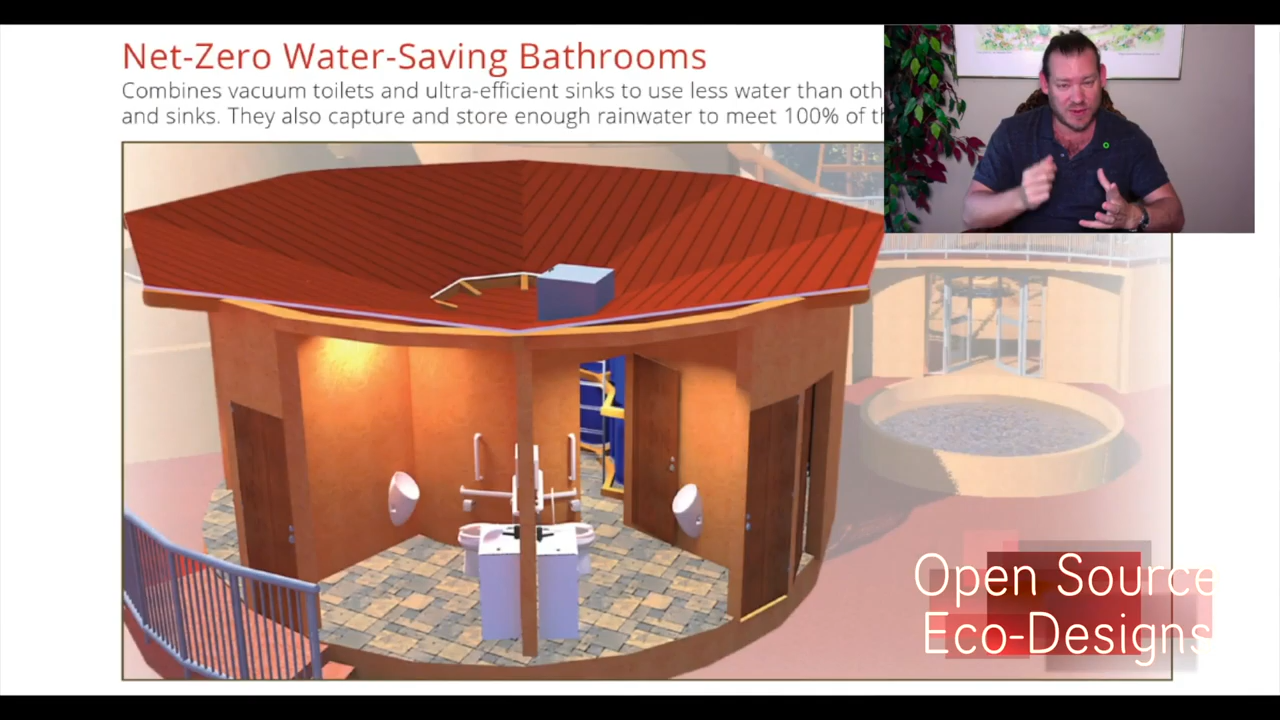 Net-Zero Water-Saving Bathrooms
Combines vacuum toilets and ultra-efficient sinks to use less water than oth
and sinks. They also capture and store enough rainwater to meet 100% of th
Open Source
Eco-Designs